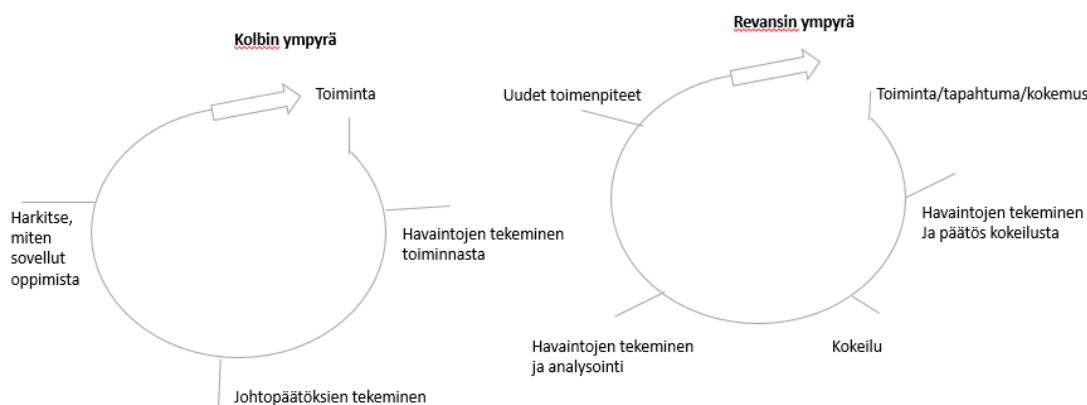 Kolbin ympyrä
Toiminta
Havaintojen tekeminen
toiminnasta
Johtopäätöksien tekeminen
Harkitse,
miten
sovellut
oppimista
Revansin ympyrä
Toiminta/tapahtuma/kokemus
Havaintojen tekeminen
Ja päätös kokeilusta
Kokeilu
Havaintojen tekeminen
ja analysointi
Uudet toimenpiteet